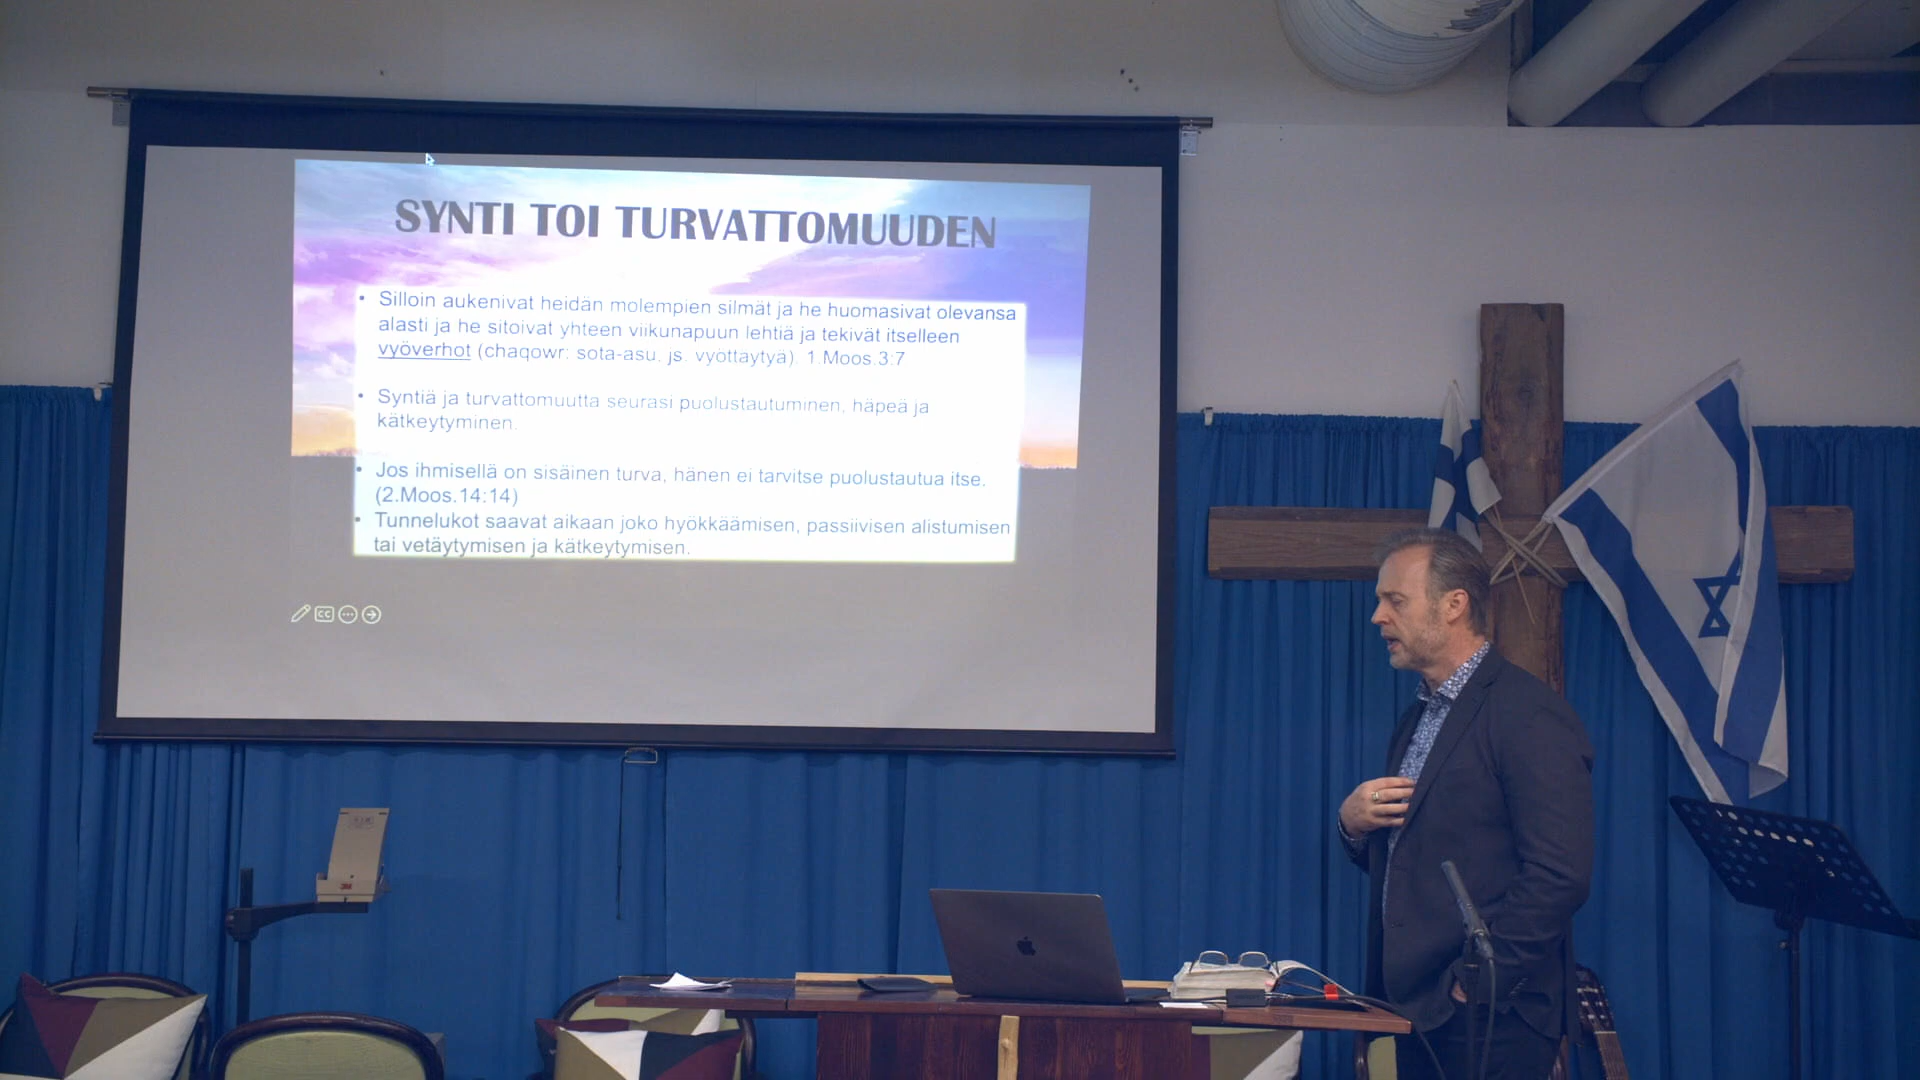 SYNTI TOI TURVATTOMUUDEN
• Silloin aukenivat heidän molempien silmät ja he huomasivat olevansa
alasti ja he sitoivat yhteen viikunapuun lehtiä ja tekivät itselleen
vyöverhot (chaqowr: sota-asu, js. vyöttäytyä). 1.Moos.3:7
• Syntiä ja turvattomuutta seurasi puolustautuminen, häpeä ja
kätkeytyminen.
• Jos ihmisellä on sisäinen turva, hänen ei tarvitse puolustautua itse.
(2.Moos.14:14)
• Tunnelukot saavat aikaan joko hyökkäämisen, passiivisen alistumisen
tai vetäytymisen ja kätkeytymisen.
CC
3M